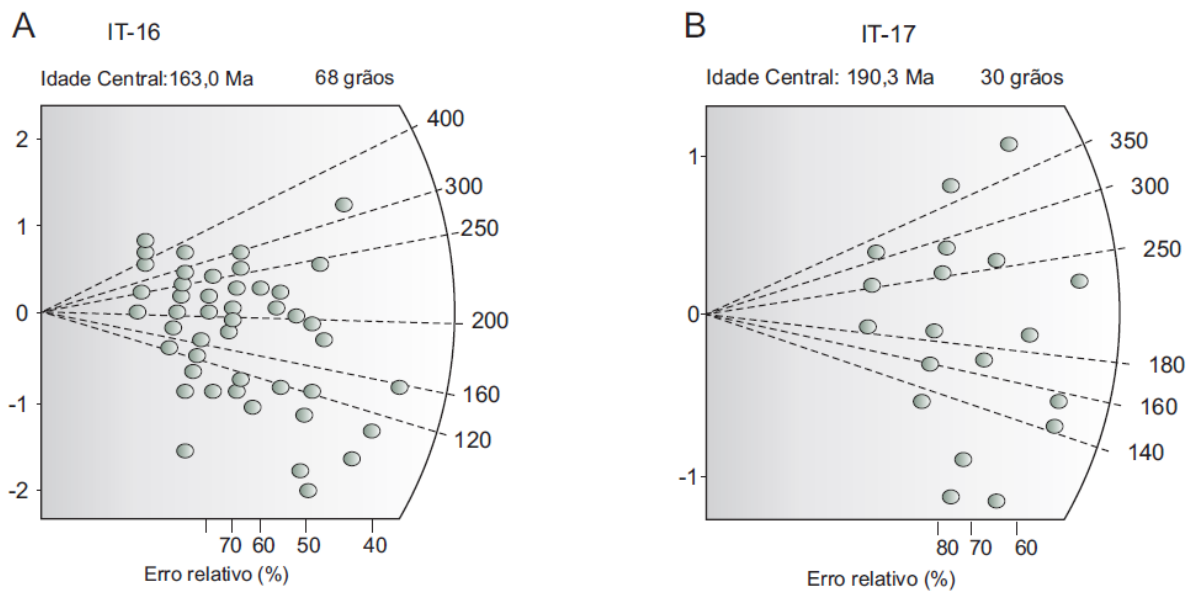 A
IT-16
Idade Central:163,0 Ma 68 grãos
2
1
0
-1
-2
400
300
250
200
160
120
70 60 50 40
Erro relativo (%)
B
IT-17
Idade Central: 190,3 Ma 30 grãos
1
0
-1
350
300
250
180
160
140
80 70 60
Erro relativo (%)